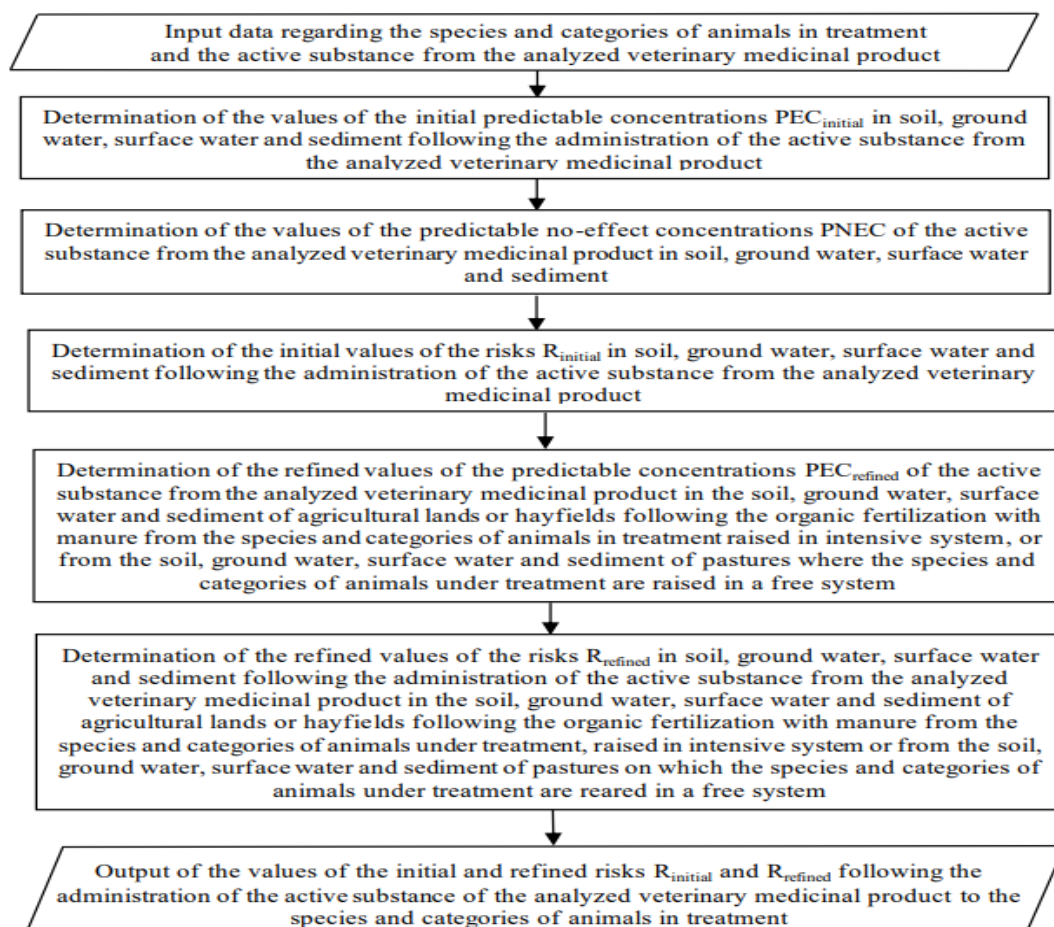 Input data regarding the species and categories of animals in treatment
and the active substance from the analyzed veterinary medicinal product
Determination of the values of the initial predictable concentrations PECinitial in soil, ground
water, surface water and sediment following the administration of the active substance from
the analyzed veterinary medicinal product
Determination of the values of the predictable no-effect concentrations PNEC of the active
substance from the analyzed veterinary medicinal product in soil, ground water, surface water
and sediment
Determination of the initial values of the risks Rinitial in soil, ground water, surface water and
sediment following the administration of the active substance from the analyzed veterinary
medicinal product
Determination of the refined values of the predictable concentrations PECrefined of the active
substance from the analyzed veterinary medicinal product in the soil, ground water, surface
water and sediment of agricultural lands or hayfields following the organic fertilization with
manure from the species and categories of animals in treatment raised in intensive system, or
from the soil, ground water, surface water and sediment of pastures where the species and
categories of animals under treatment are raised in a free system
Determination of the refined values of the risks Rrefined in soil, ground water, surface water
and sediment following the administration of the active substance from the analyzed
veterinary medicinal product in the soil, ground water, surface water and sediment of
agricultural lands or hayfields following the organic fertilization with manure from the
species and categories of animals under treatment, raised in intensive system or from the soil,
ground water, surface water and sediment of pastures on which the species and categories of
animals under treatment are reared in a free system
Output of the values of the initial and refined risks Rinitial and Rrefined following the
administration of the active substance of the analyzed veterinary medicinal product to the
species and categories of animals in treatment